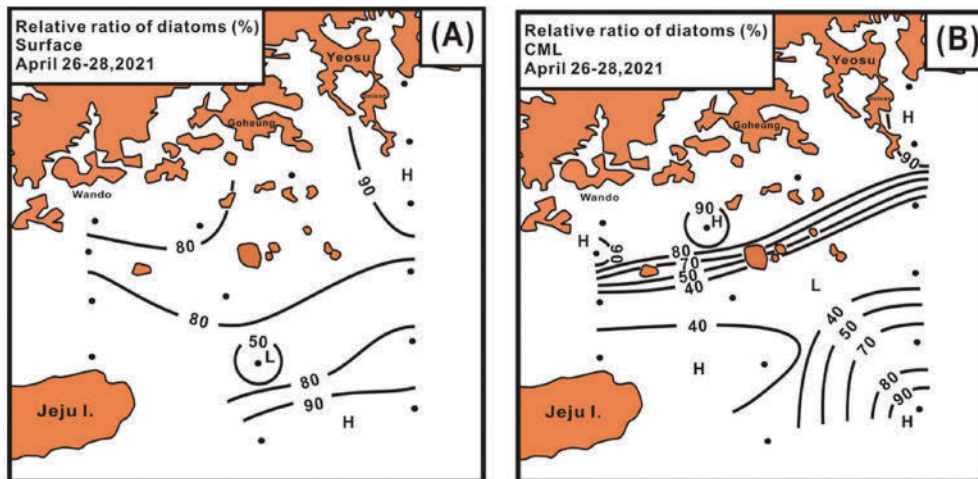 Relative ratio of diatoms (%)
Surface
April 26-28,2021
(A)
Yeosu
Goheung
Wando
90
H
80
80
50
L
80
90
H
Jeju I.
Relative ratio of diatoms (%)
CML
April 26-28,2021
(B)
Yeosu
Goheung
Wando
H
90
90
H
H
90
80
70
50
40
L
40
40
50
70
H
80
90
H
Jeju I.